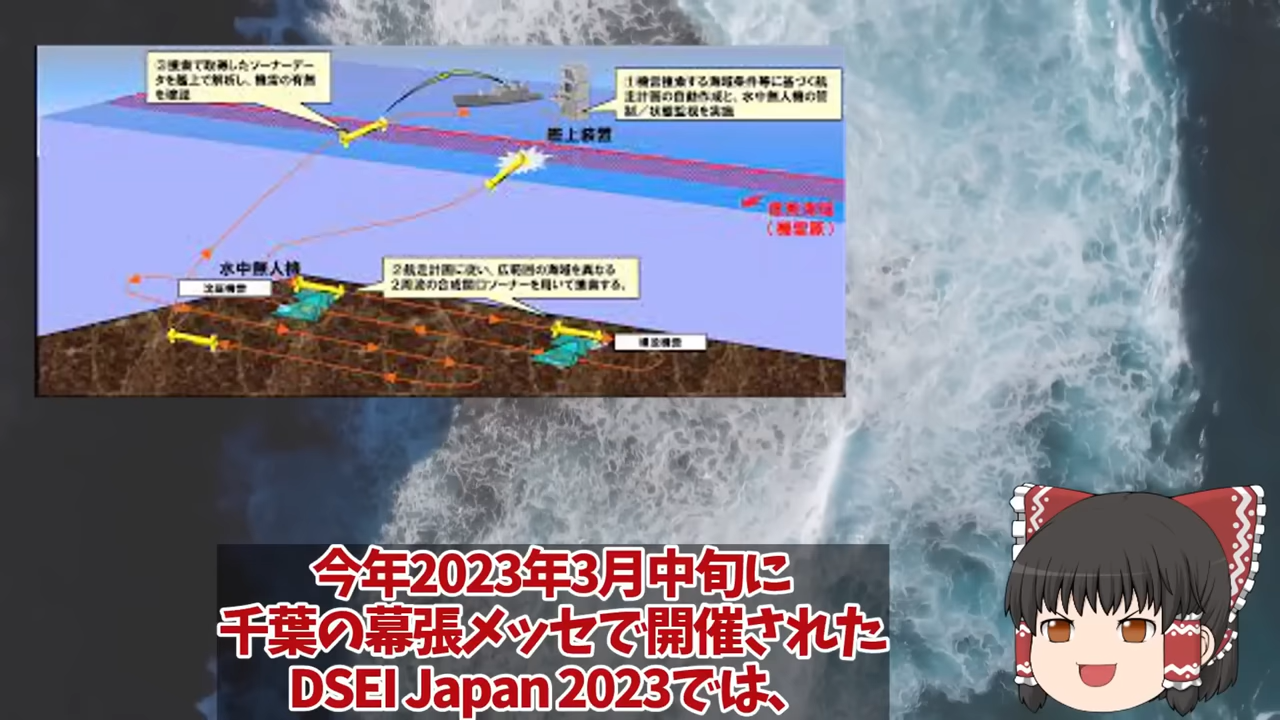 ③捜索で取得したソーナーデー
タを艦上で解析し、機雷の有無
を確認
①機雷捜索する海域条件等に基づく航
走計画の自動作成と、水中無人機の管
制／状態監視を実施
艦上装置
（機雷原）
水中無人機
②航走計画に従い、広範囲の海域を異なる
2周波の合成開口ソーナーを用いて捜索する。
沈底機雷
今年2023年3月中旬に
千葉の幕張メッセで開催された
DSEI Japan 2023では、